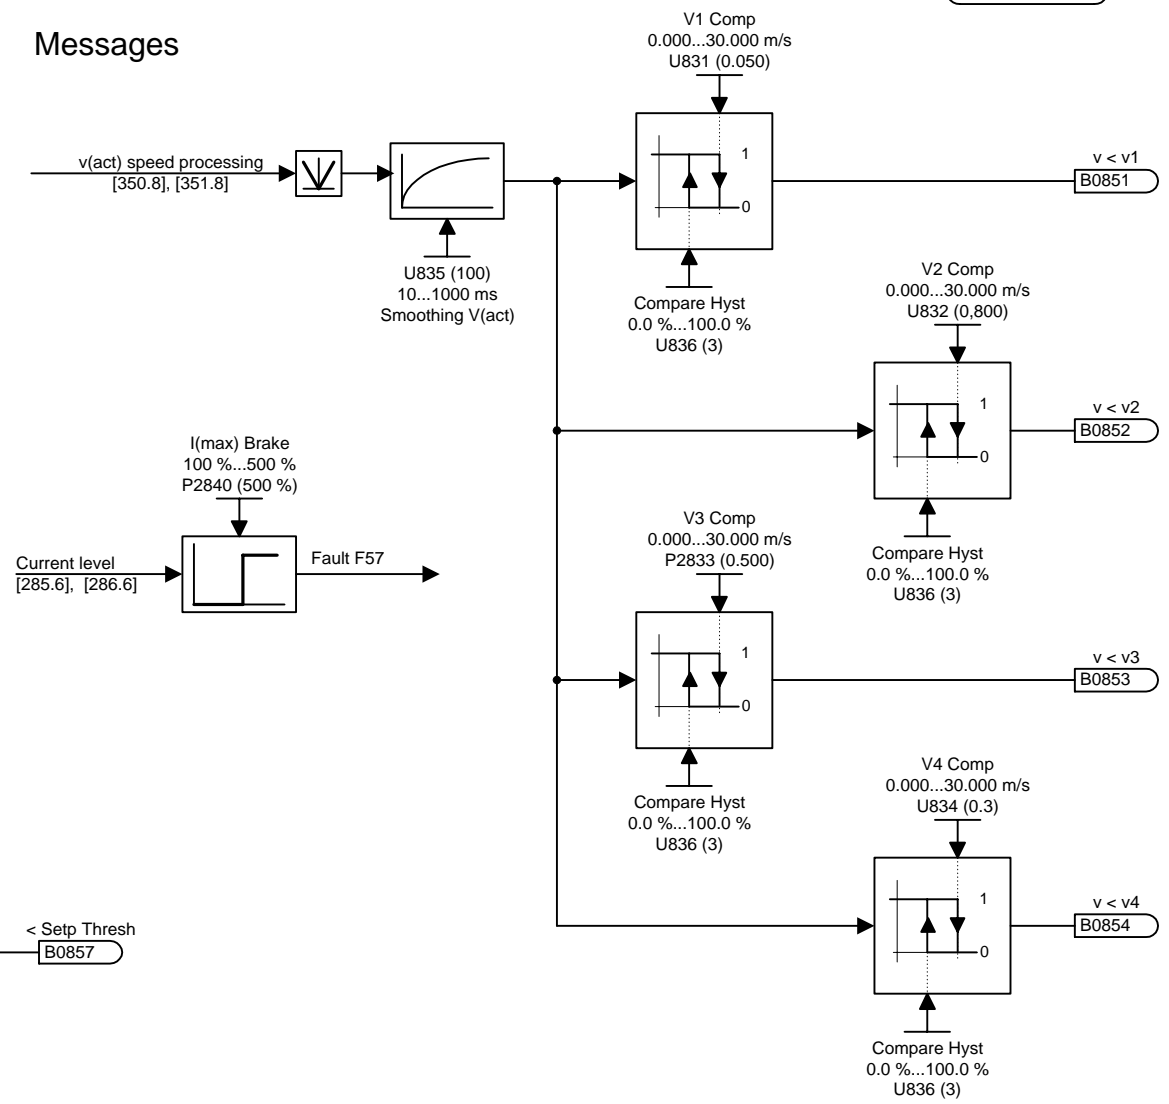 Messages
V1 Comp
0.000...30.000 m/s
U831 (0.050)
v(act) speed processing
[350.8], [351.8]
1
0
v < v1
B0851
U835 (100)
10...1000 ms
Smoothing V(act)
Compare Hyst
0.0 %...100.0 %
U836 (3)
V2 Comp
0.000...30.000 m/s
U832 (0,800)
1
0
v < v2
B0852
Compare Hyst
0.0 %...100.0 %
U836 (3)
I(max) Brake
100 %...500 %
P2840 (500 %)
Current level
[285.6], [286.6]
Fault F57
V3 Comp
0.000...30.000 m/s
P2833 (0.500)
1
0
v < v3
B0853
Compare Hyst
0.0 %...100.0 %
U836 (3)
V4 Comp
0.000...30.000 m/s
U834 (0.3)
1
0
v < v4
B0854
Compare Hyst
0.0 %...100.0 %
U836 (3)
< Setp Thresh
B0857